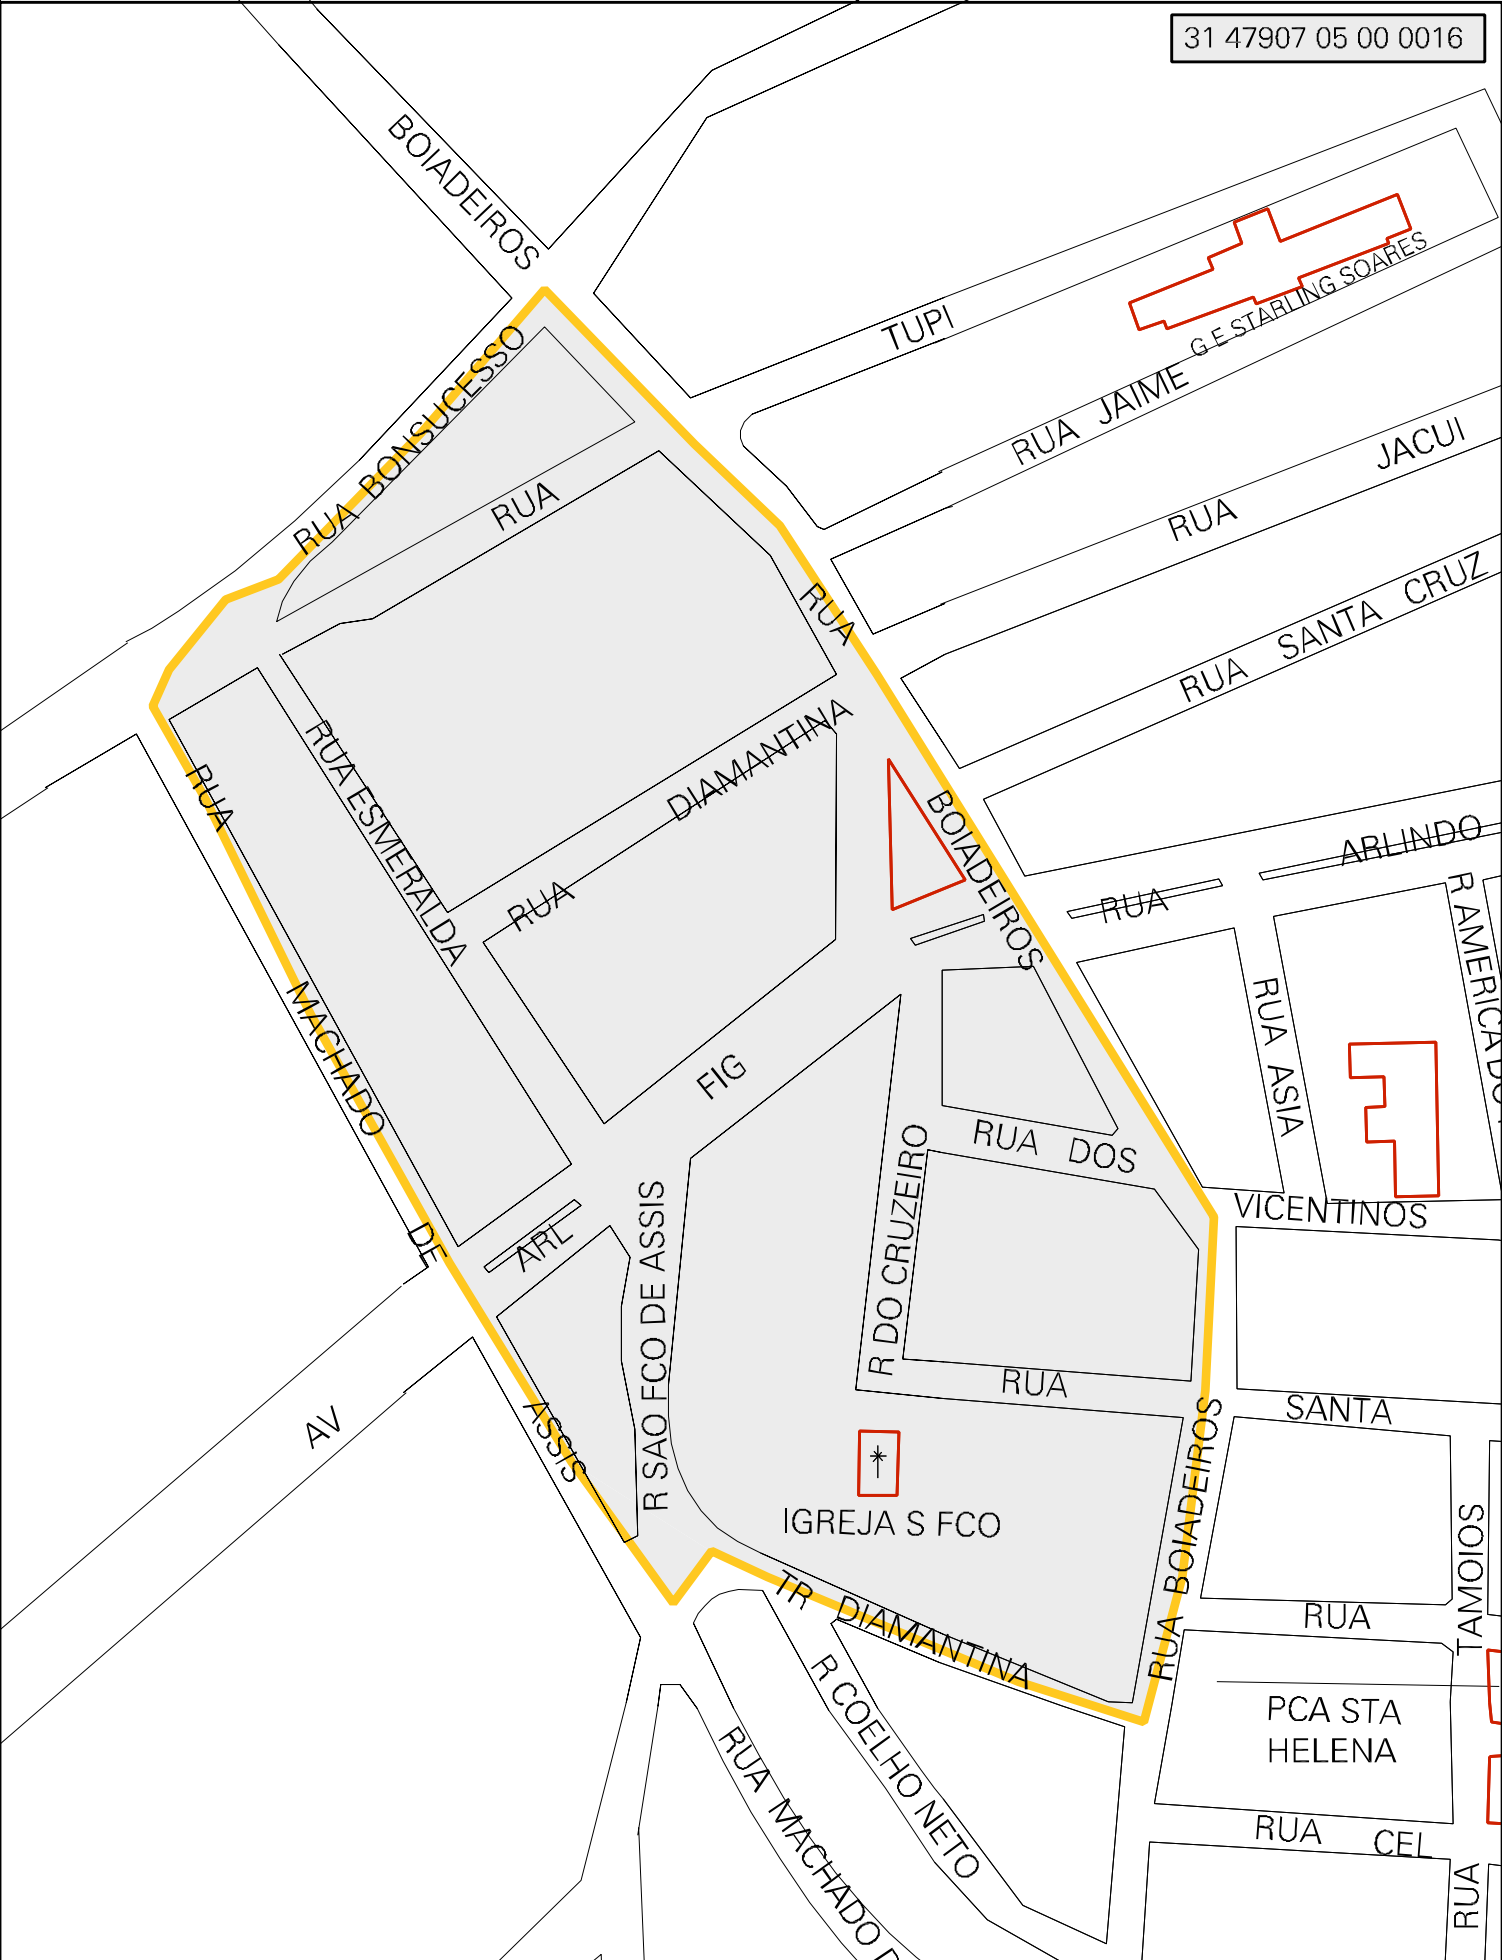 31 47907 05 00 0016
BOIADEIROS
TUPI
G E STARLING SOARES
RUA JAIME
JACUI
RUA
RUA SANTA CRUZ
RUA BONSUCESSO
RUA
RUA
BOIADEIROS
RUA DIAMANTINA
RUA ESMERALDA
RUA
MACHADO
DE
ASSIS
ARLINDO
RUA
R AMERICA DO
RUA ASIA
FIG
ARL
AV
RUA DOS
VICENTINOS
R DO CRUZEIRO
R SAO FCO DE ASSIS
RUA
SANTA
IGREJA S FCO
RUA BOIADEIROS
TAMOIOS
RUA
TR DIAMANTINA
R COELHO NETO
RUA MACHADO D
PCA STA
HELENA
RUA CEL
RUA